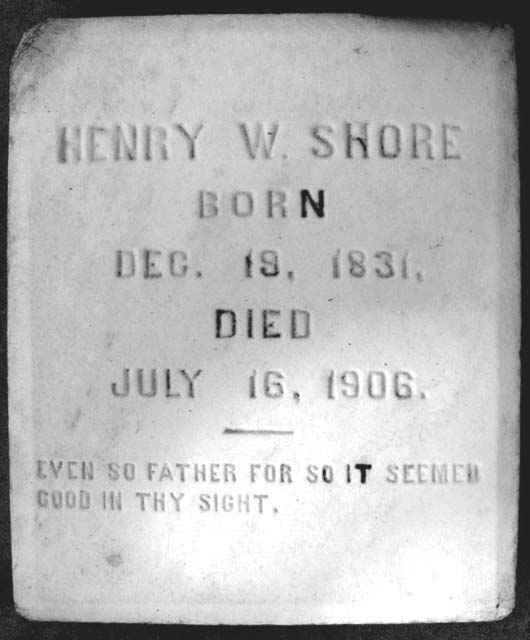 HENRY W. SHORE
BORN
DEC. 19, 1831.
DIED
JULY 16, 1906.
EVEN SO FATHER FOR SO IT SEEMED
GOOD IN THY SIGHT.